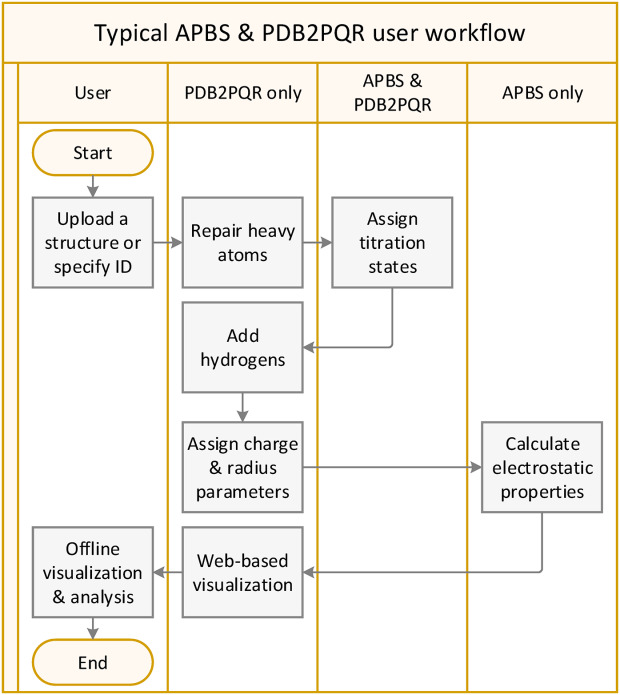 Typical APBS & PDB2PQR user workflow
User
PDB2PQR only
APBS &
PDB2PQR
APBS only
Start
Upload a
structure or
specify ID
Repair heavy
atoms
Assign
titration
states
Add
hydrogens
Assign charge
& radius
parameters
Calculate
electrostatic
properties
Web-based
visualization
Offline
visualization
& analysis
End